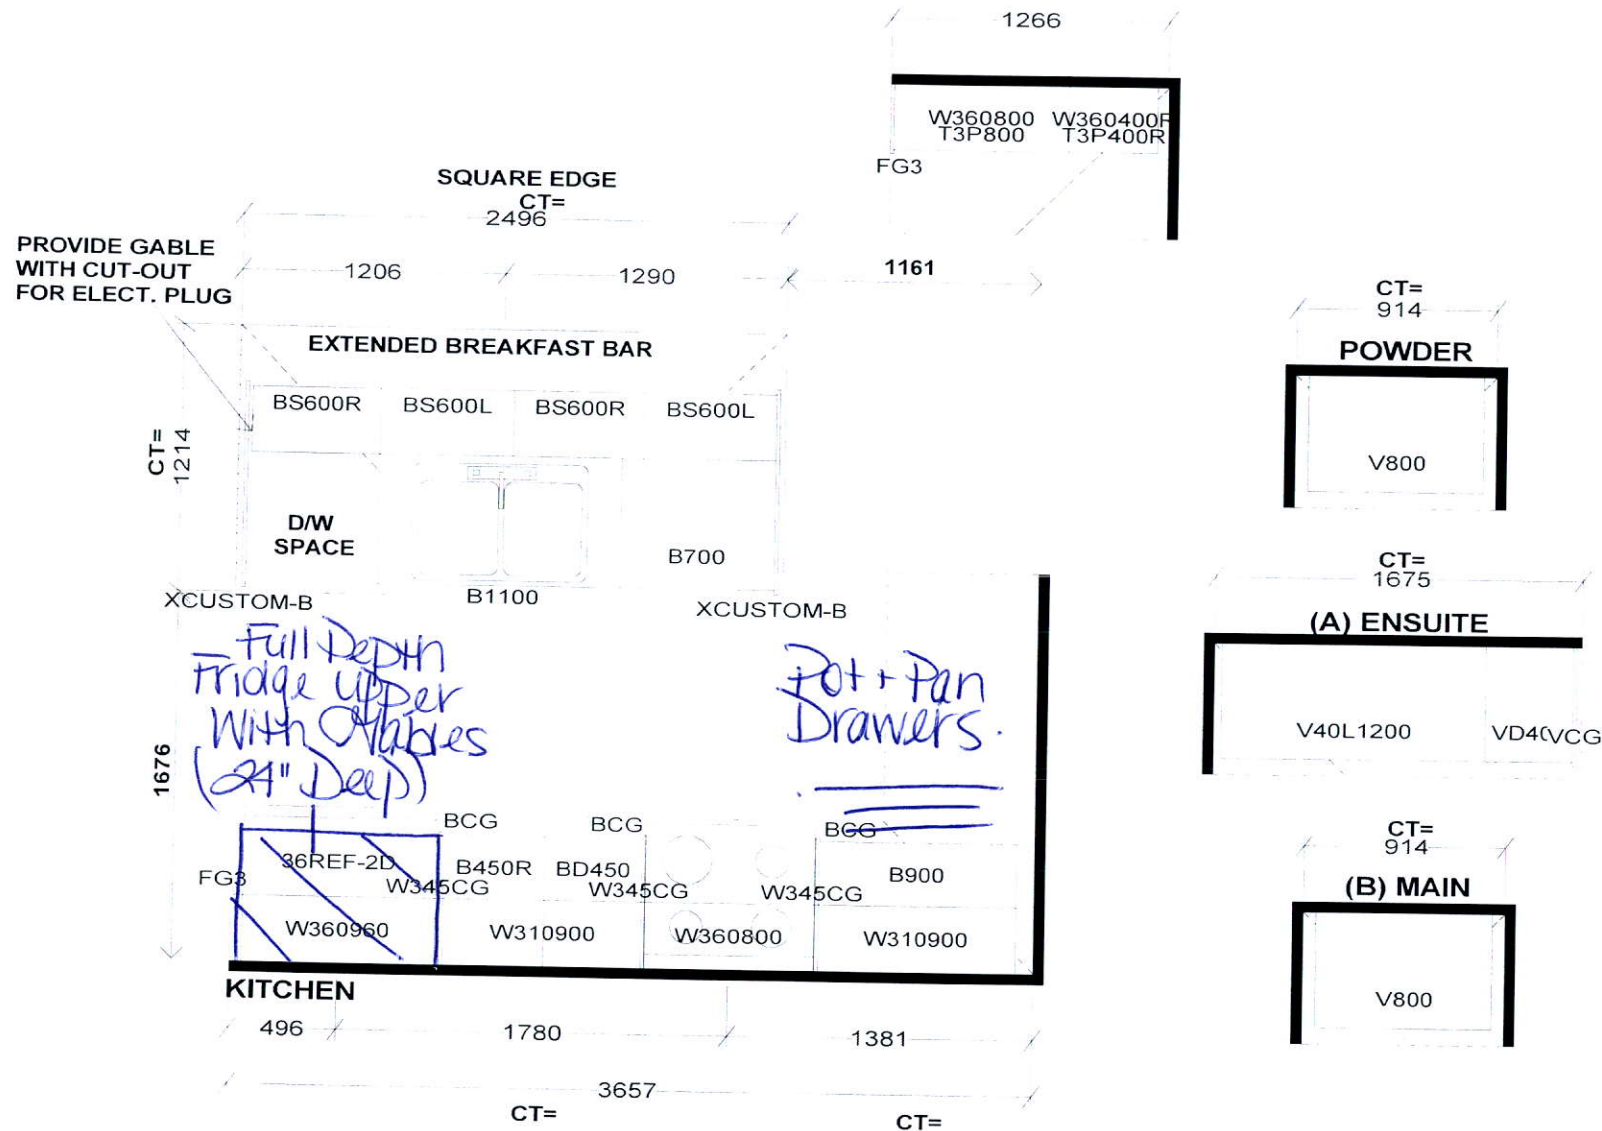 1266
W360800 W360400R
T3P800 T3P400R
FG3
SQUARE EDGE
CT=
2496
PROVIDE GABLE
WITH CUT-OUT
FOR ELECT. PLUG
1206
1290
1161
EXTENDED BREAKFAST BAR
BS600R BS600L BS600R BS600L
CT=
1214
D/W
SPACE
B700
XCUSTOM-B
B1100
XCUSTOM-B
Full Depth
Fridge upper
With Gables
(24" Deep)
Pot + Pan
Drawers.
1676
BCG
BCG
BCG
36REF-2D
B450R
BD450
B900
FG3
W345CG
W345CG
W345CG
W360960
W310900
W360800
W310900
KITCHEN
496
1780
1381
3657
CT=
CT=
CT=
914
POWDER
V800
CT=
1675
(A) ENSUITE
V40L1200
VD40
VCG
CT=
914
(B) MAIN
V800